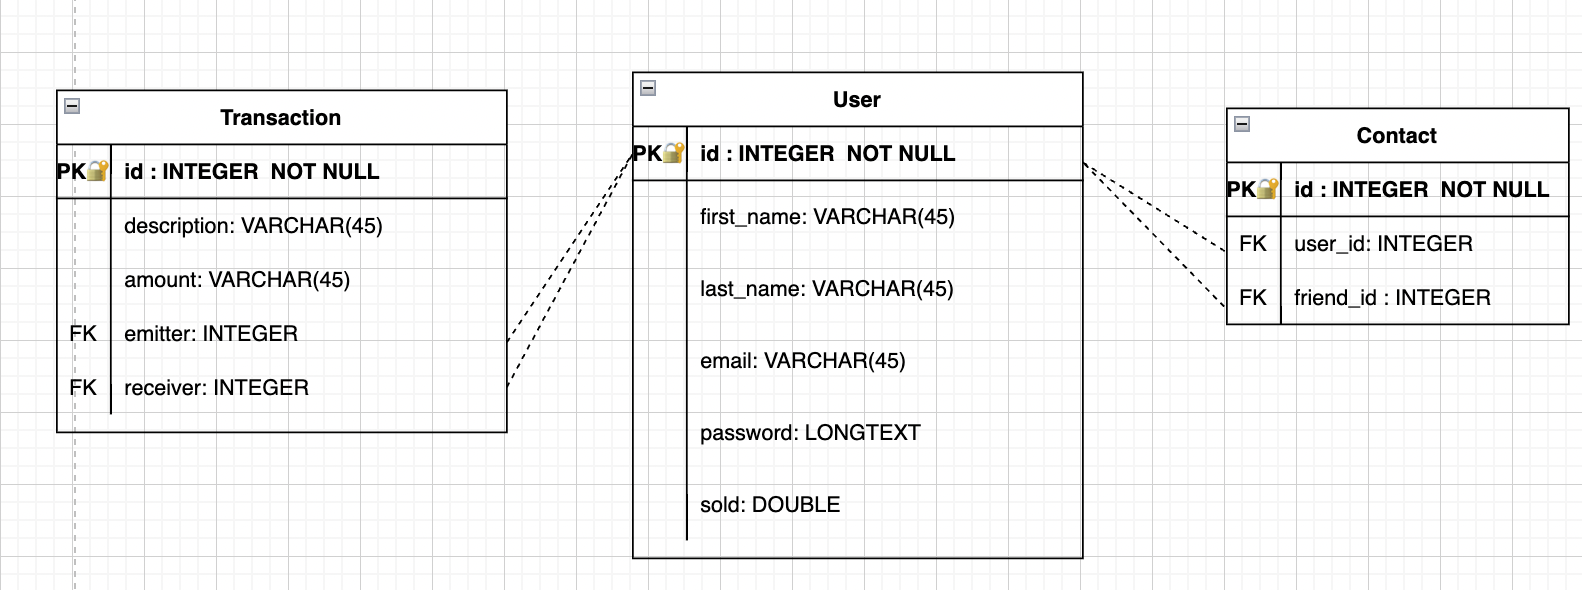 Transaction
PK id : INTEGER  NOT NULL
description: VARCHAR(45)
amount: VARCHAR(45)
FK emitter: INTEGER
FK receiver: INTEGER
User
PK id : INTEGER  NOT NULL
first_name: VARCHAR(45)
last_name: VARCHAR(45)
email: VARCHAR(45)
password: LONGTEXT
sold: DOUBLE
Contact
PK id : INTEGER  NOT NULL
FK user_id: INTEGER
FK friend_id : INTEGER